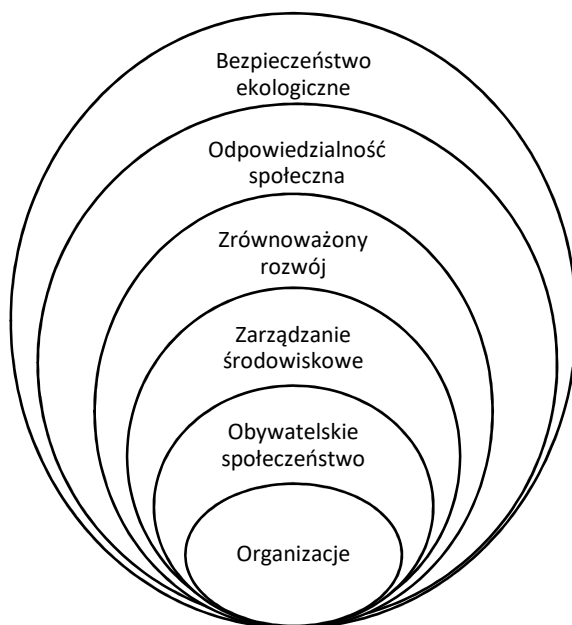 Bezpieczeństwo
ekologiczne
Odpowiedzialność
społeczna
Zrównoważony
rozwój
Zarządzanie
środowiskowe
Obywatelskie
społeczeństwo
Organizacje